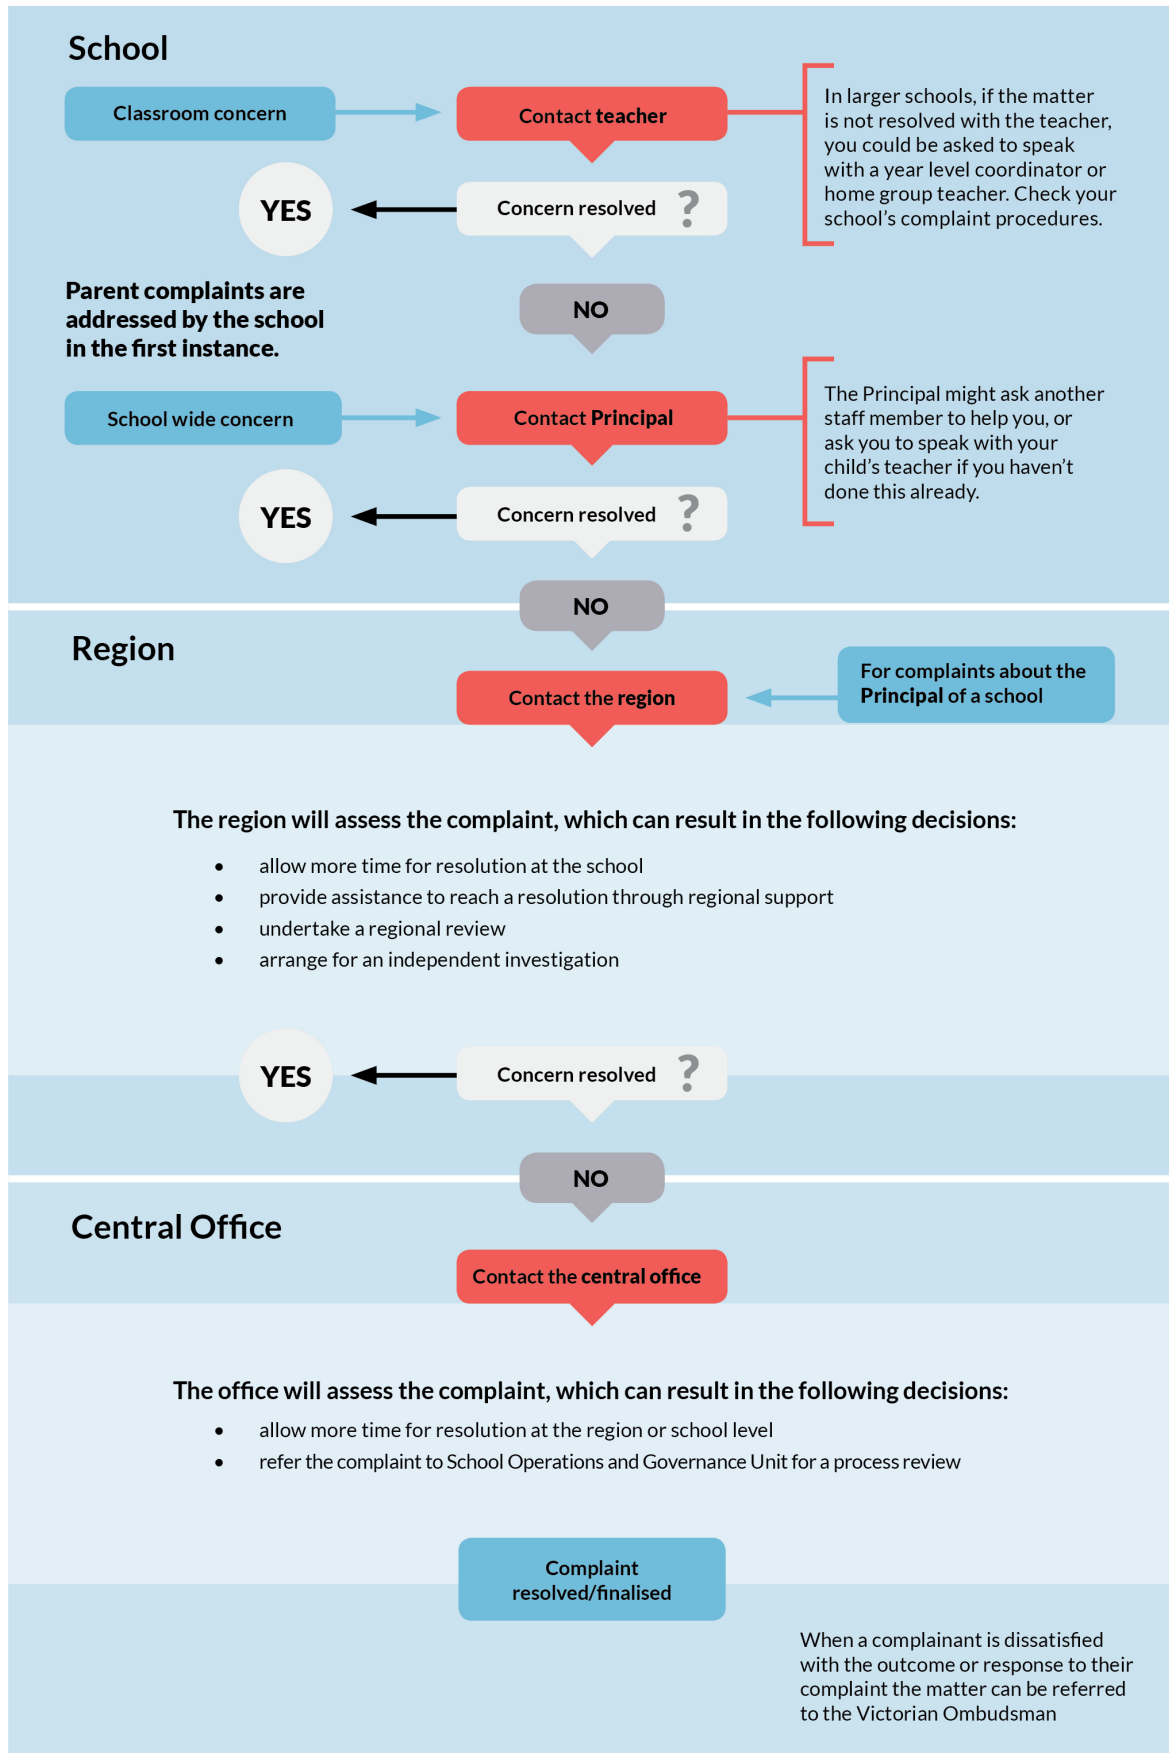 School
Classroom concern
Contact teacher
In larger schools, if the matter
is not resolved with the teacher,
you could be asked to speak
with a year level coordinator or
home group teacher. Check your
school’s complaint procedures.
YES
Concern resolved ?
Parent complaints are
addressed by the school
in the first instance.
NO
School wide concern
Contact Principal
The Principal might ask another
staff member to help you, or
ask you to speak with your
child’s teacher if you haven’t
done this already.
YES
Concern resolved ?
NO
Region
Contact the region
For complaints about the
Principal of a school
The region will assess the complaint, which can result in the following decisions:
• allow more time for resolution at the school
• provide assistance to reach a resolution through regional support
• undertake a regional review
• arrange for an independent investigation
YES
Concern resolved ?
NO
Central Office
Contact the central office
The office will assess the complaint, which can result in the following decisions:
• allow more time for resolution at the region or school level
• refer the complaint to School Operations and Governance Unit for a process review
Complaint
resolved/finalised
When a complainant is dissatisfied
with the outcome or response to their
complaint the matter can be referred
to the Victorian Ombudsman